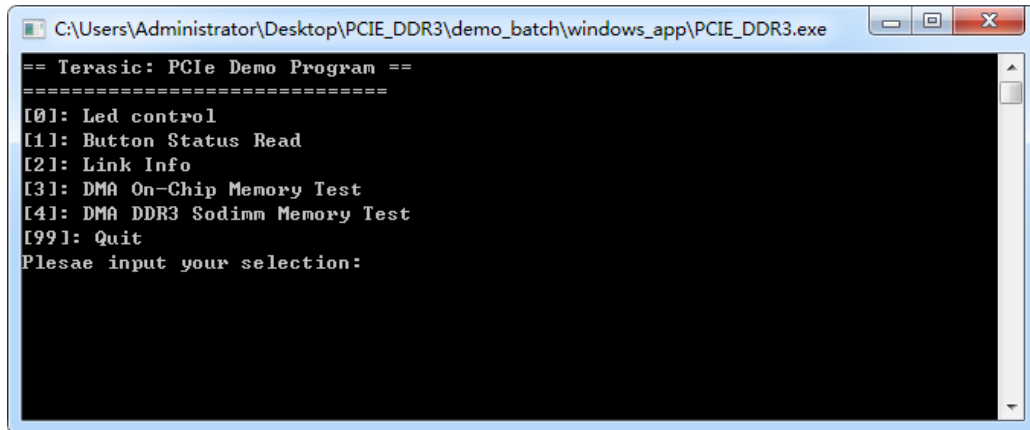 C:\Users\Administrator\Desktop\PCIE_DDR3\demo_batch\windows_app\PCIE_DDR3.exe
== Terasic: PCIe Demo Program ==
==============================
[0]: Led control
[1]: Button Status Read
[2]: Link Info
[3]: DMA On-Chip Memory Test
[4]: DMA DDR3 Sodimm Memory Test
[99]: Quit
Plesae input your selection: